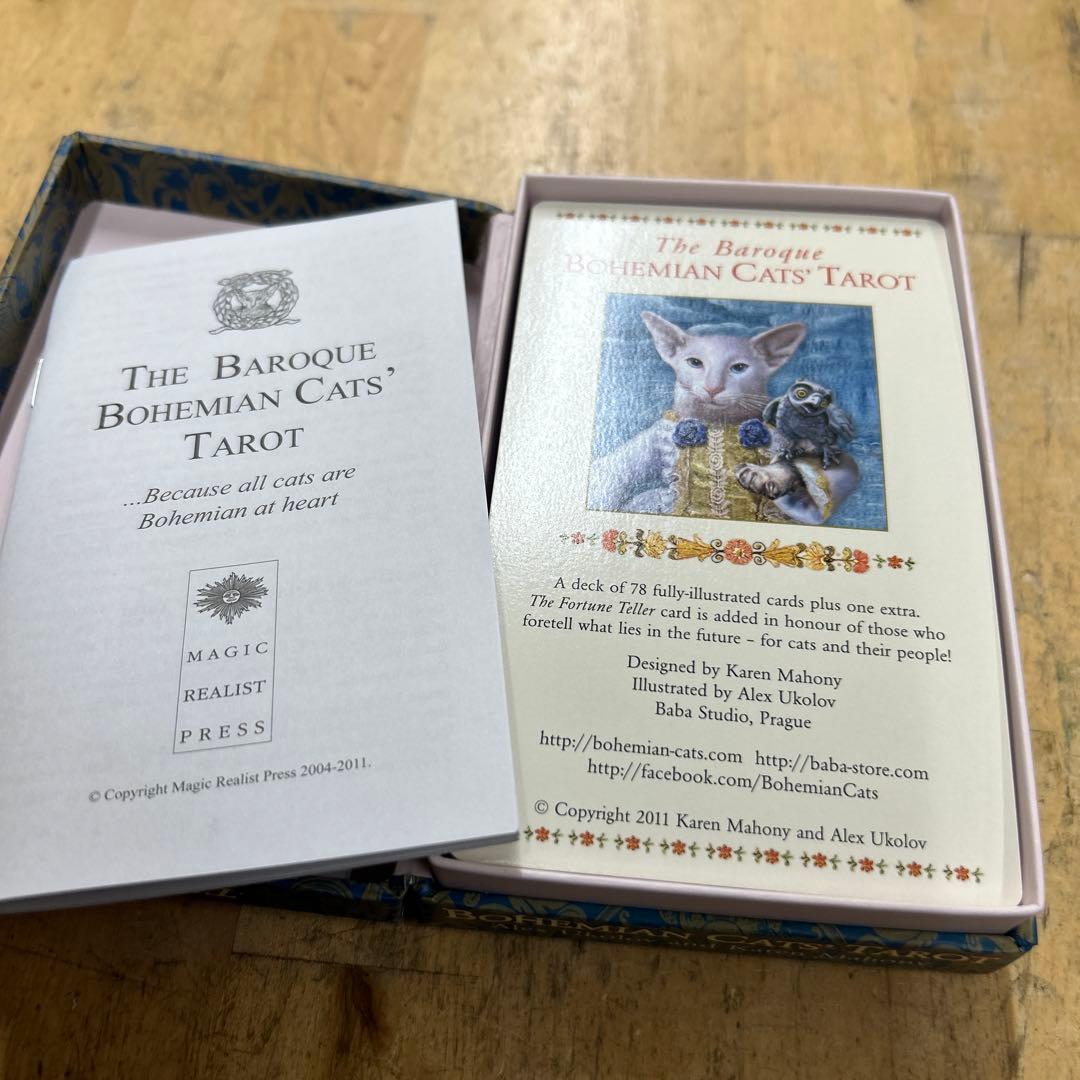 THE BAROQUE
BOHEMIAN CATS'
TAROT
...Because all cats are
Bohemian at heart
MAGIC
REALIST
PRESS
© Copyright Magic Realist Press 2004-2011.
The Baroque
BOHEMIAN CATS' TAROT
A deck of 78 fully-illustrated cards plus one extra.
The Fortune Teller card is added in honour of those who
foretell what lies in the future – for cats and their people!
Designed by Karen Mahony
Illustrated by Alex Ukolov
Baba Studio, Prague
http://bohemian-cats.com http://baba-store.com
http://facebook.com/BohemianCats
© Copyright 2011 Karen Mahony and Alex Ukolov
BOHEMIAN CATS' TAROT